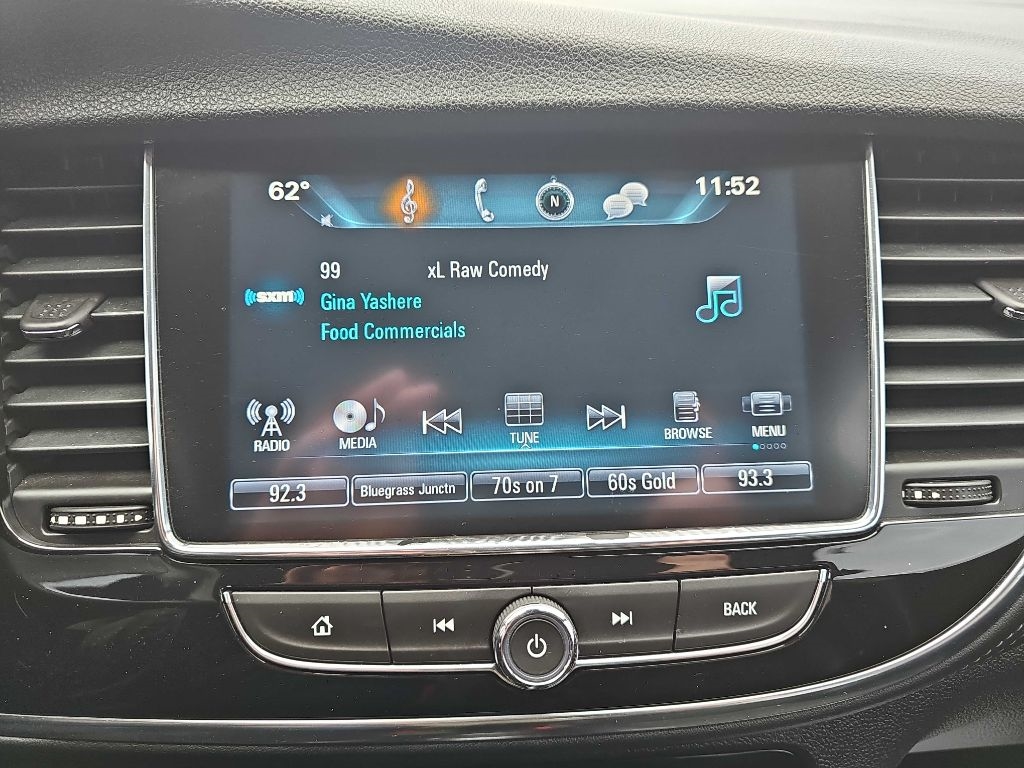 62°
N
11:52
99 xL Raw Comedy
((sxm))
Gina Yashere
Food Commercials
RADIO MEDIA TUNE BROWSE MENU
92.3 Bluegrass Junctn 70s on 7 60s Gold 93.3
BACK